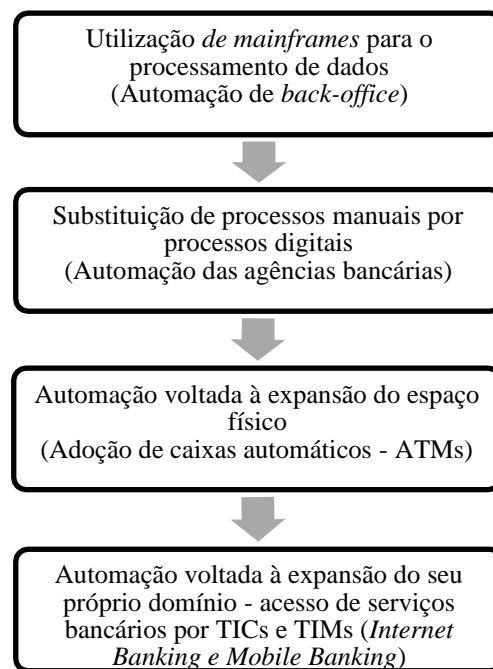 Utilização de mainframes para o
processamento de dados
(Automação de back-office)
Substituição de processos manuais por
processos digitais
(Automação das agências bancárias)
Automação voltada à expansão do espaço
físico
(Adoção de caixas automáticos - ATMs)
Automação voltada à expansão do seu
próprio domínio - acesso de serviços
bancários por TICs e TIMs (Internet
Banking e Mobile Banking)